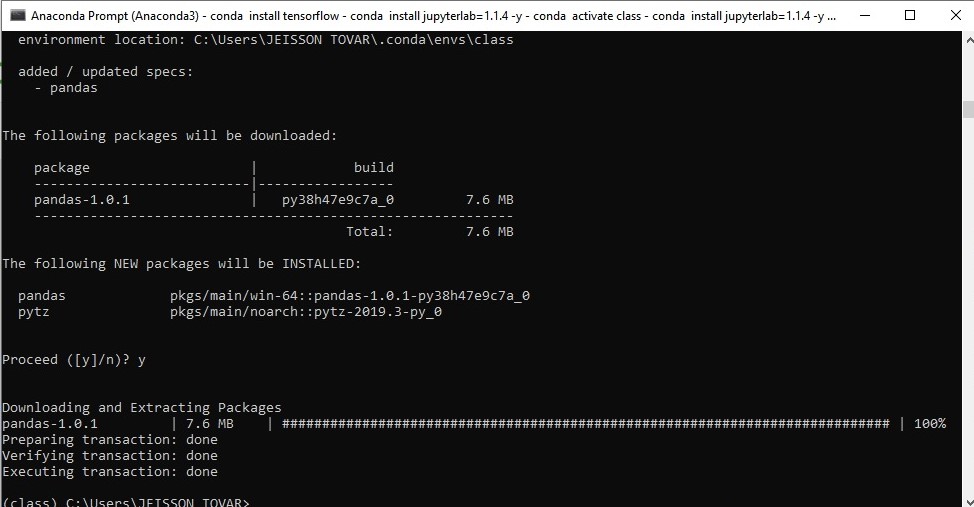 Anaconda Prompt (Anaconda3) - conda  install tensorflow - conda  install jupyterlab=1.1.4 -y - conda  activate class - conda  install jupyterlab=1.1.4 -y ...
environment location: C:\Users\JEISSON TOVAR\.conda\envs\class
added / updated specs:
- pandas
The following packages will be downloaded:
package                    |            build
---------------------------|-----------------
pandas-1.0.1               |   py38h47e9c7a_0         7.6 MB
------------------------------------------------------------
Total:         7.6 MB
The following NEW packages will be INSTALLED:
pandas             pkgs/main/win-64::pandas-1.0.1-py38h47e9c7a_0
pytz               pkgs/main/noarch::pytz-2019.3-py_0
Proceed ([y]/n)? y
Downloading and Extracting Packages
pandas-1.0.1         | 7.6 MB    | ############################################################################ | 100%
Preparing transaction: done
Verifying transaction: done
Executing transaction: done
(class) C:\Users\JEISSON TOVAR>